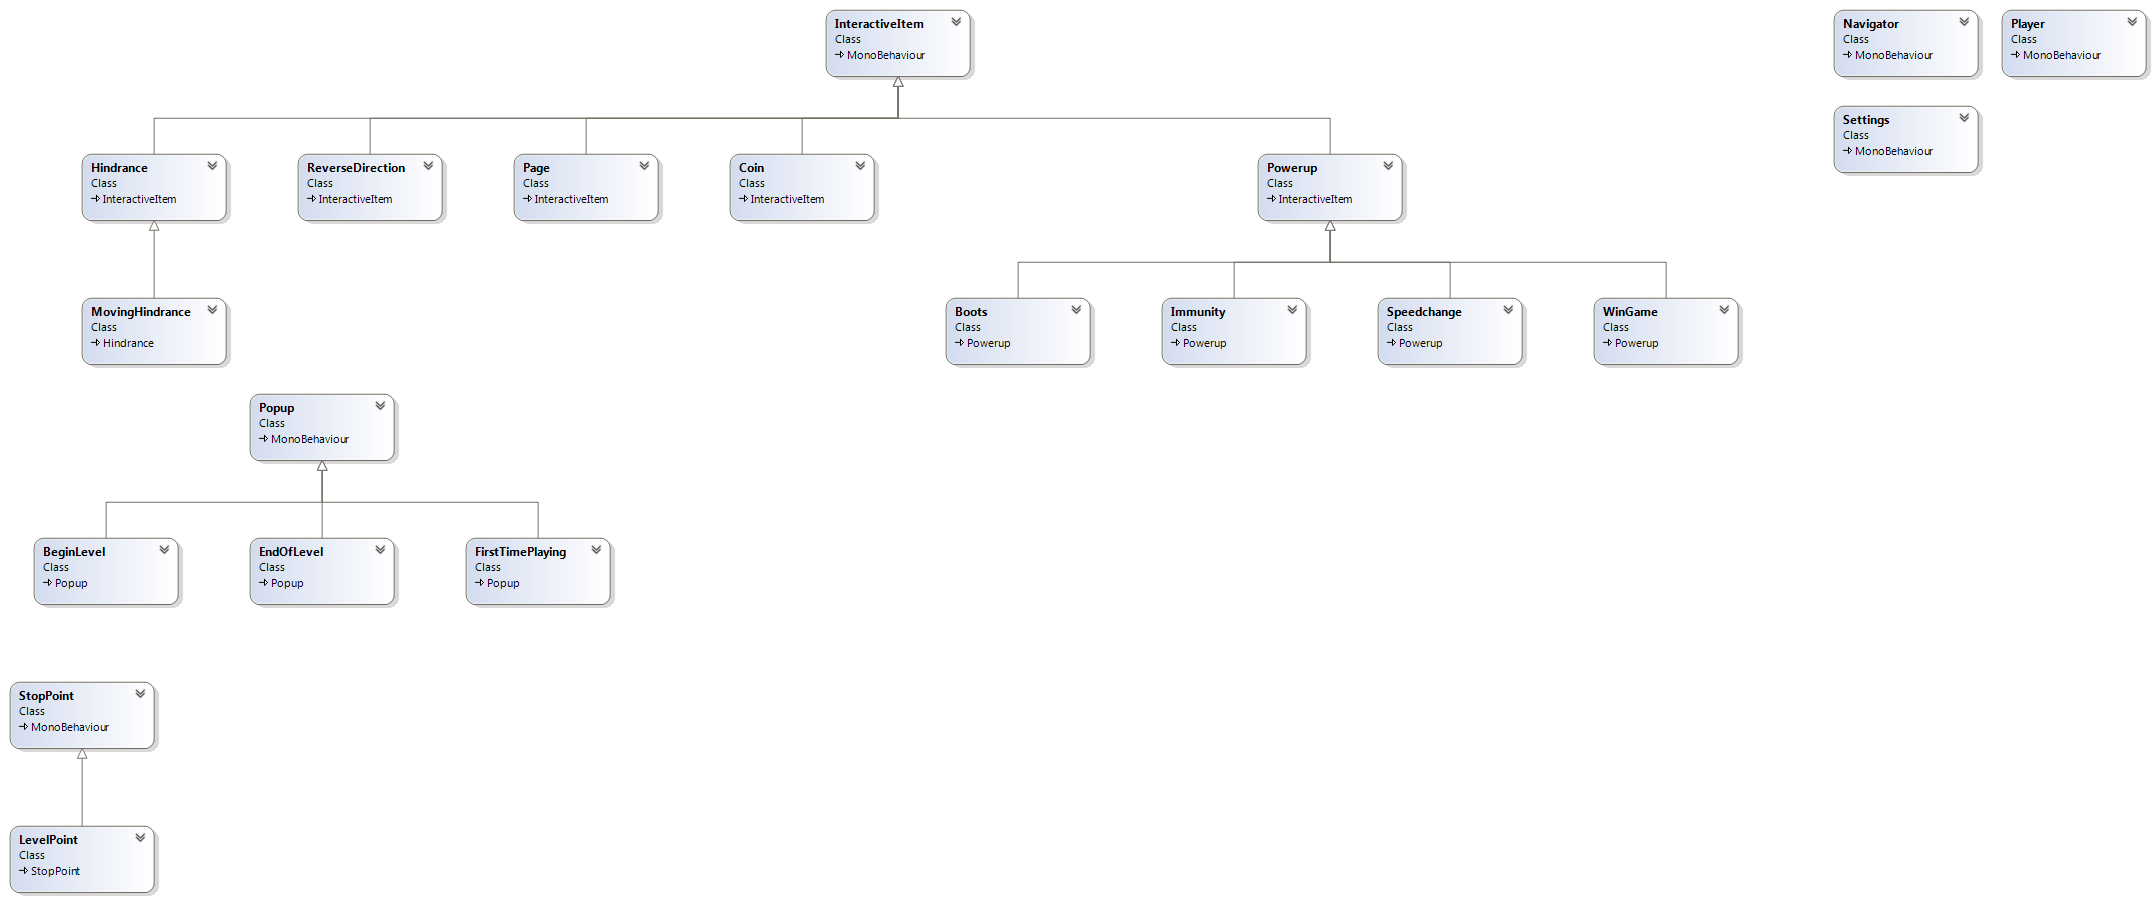 InteractiveItem
Class
MonoBehaviour
Navigator
Class
MonoBehaviour
Player
Class
MonoBehaviour
Settings
Class
MonoBehaviour
Hindrance
Class
InteractiveItem
ReverseDirection
Class
InteractiveItem
Page
Class
InteractiveItem
Coin
Class
InteractiveItem
Powerup
Class
InteractiveItem
MovingHindrance
Class
Hindrance
Boots
Class
Powerup
Immunity
Class
Powerup
Speedchange
Class
Powerup
WinGame
Class
Powerup
Popup
Class
MonoBehaviour
BeginLevel
Class
Popup
EndOfLevel
Class
Popup
FirstTimePlaying
Class
Popup
StopPoint
Class
MonoBehaviour
LevelPoint
Class
StopPoint